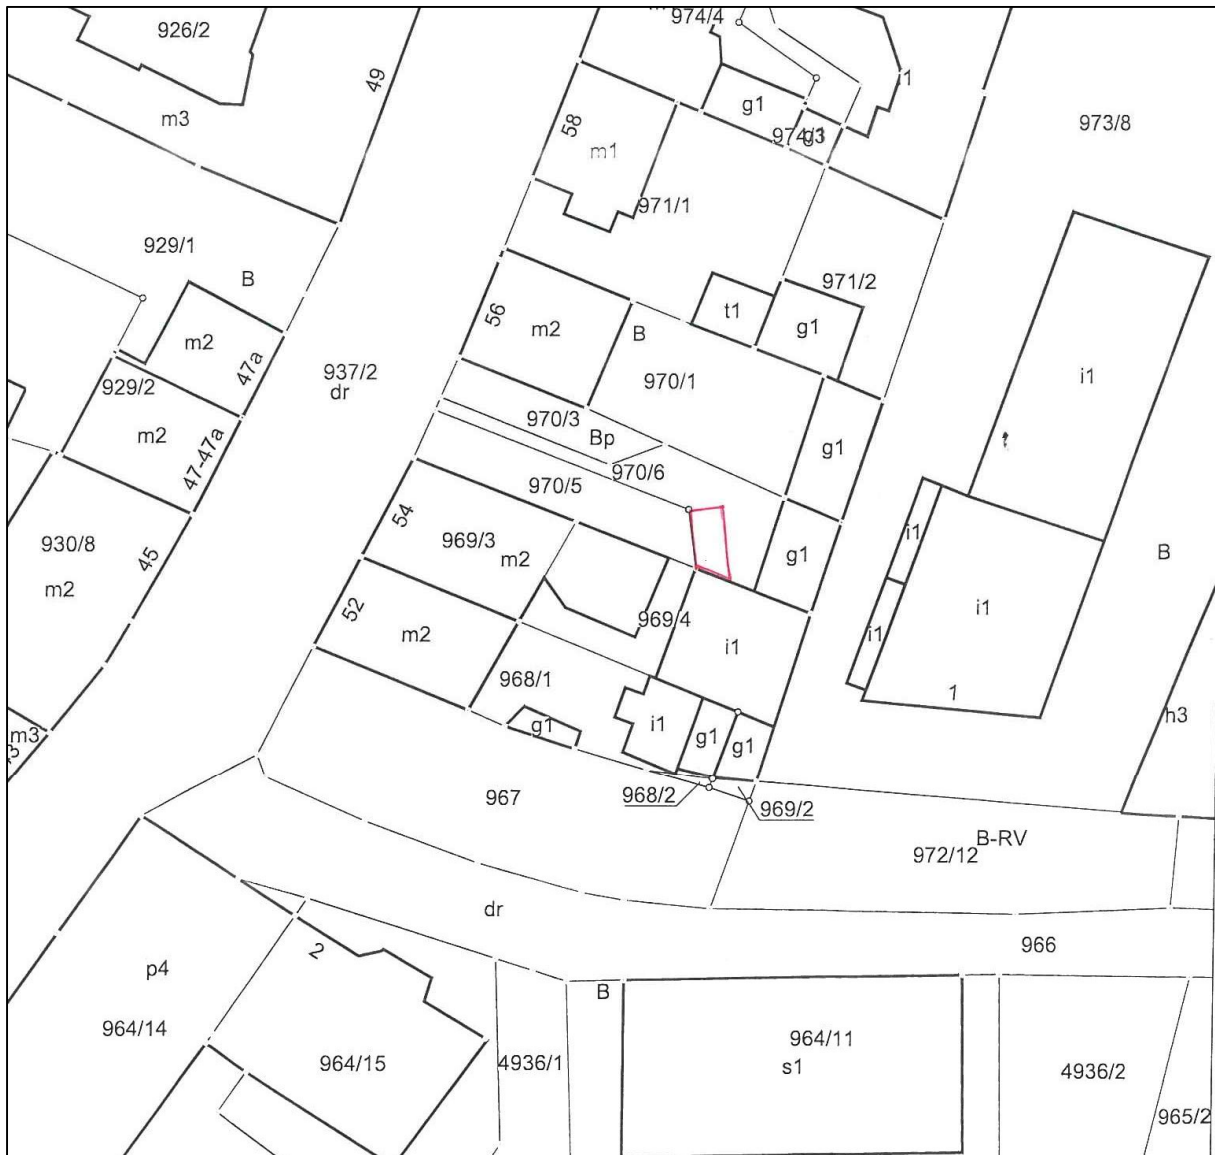 974/4
926/2
49
i1
g1
m3
58
974/3
g1
973/8
m1
971/1
929/1
B
971/2
56
t1
m2
B
g1
m2
47a
937/2
dr
970/1
i1
929/2
970/3
m2
Bp
47-47a
g1
970/6
970/5
54
i1
969/3
930/8
m2
45
g1
B
m2
52
i1
969/4
i1
m2
i1
968/1
1
h3
m3
g1
i1
g1
g1
967
968/2
969/2
B-RV
972/12
dr
966
2
p4
B
964/14
964/11
964/15
4936/1
s1
4936/2
965/2